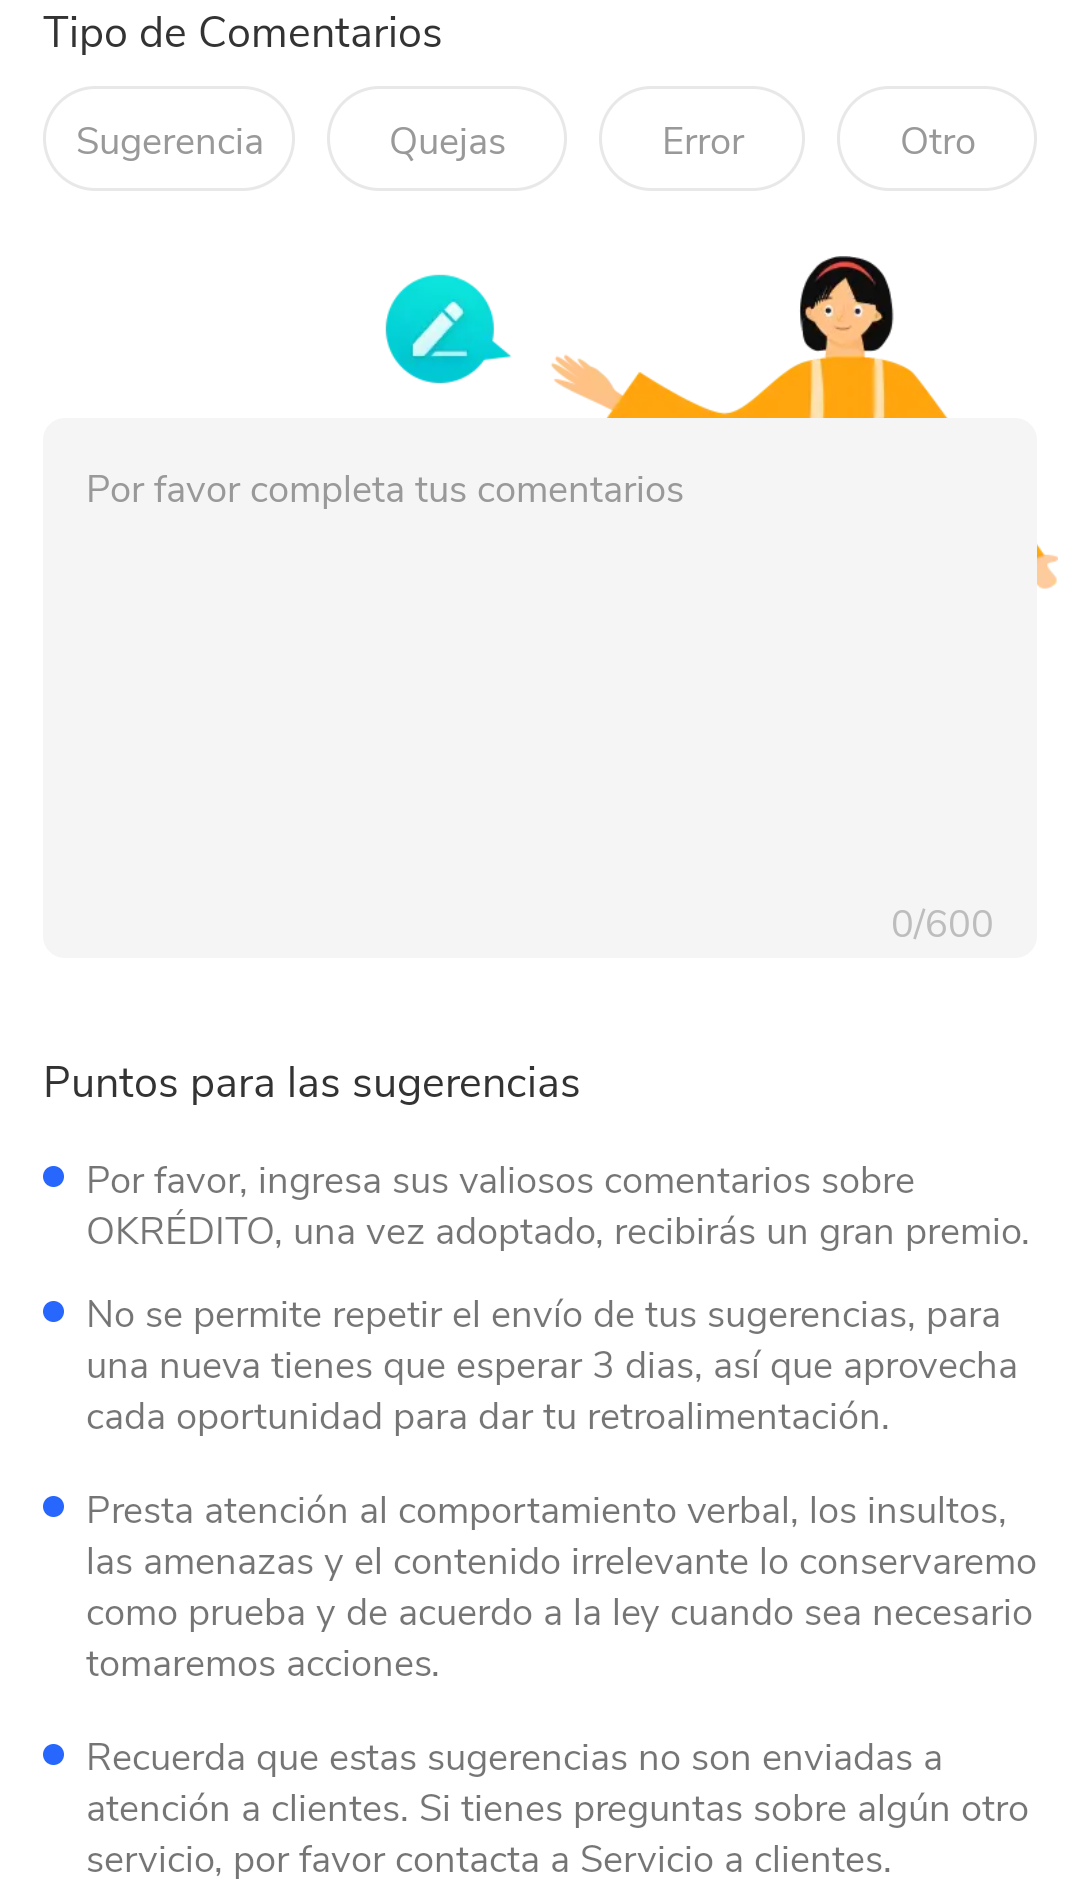 Tipo de Comentarios
Sugerencia Quejas Error Otro
Por favor completa tus comentarios
0/600
Puntos para las sugerencias
Por favor, ingresa sus valiosos comentarios sobre
OKRÉDITO, una vez adoptado, recibirás un gran premio.
No se permite repetir el envío de tus sugerencias, para
una nueva tienes que esperar 3 dias, así que aprovecha
cada oportunidad para dar tu retroalimentación.
Presta atención al comportamiento verbal, los insultos,
las amenazas y el contenido irrelevante lo conservaremo
como prueba y de acuerdo a la ley cuando sea necesario
tomaremos acciones.
Recuerda que estas sugerencias no son enviadas a
atención a clientes. Si tienes preguntas sobre algún otro
servicio, por favor contacta a Servicio a clientes.